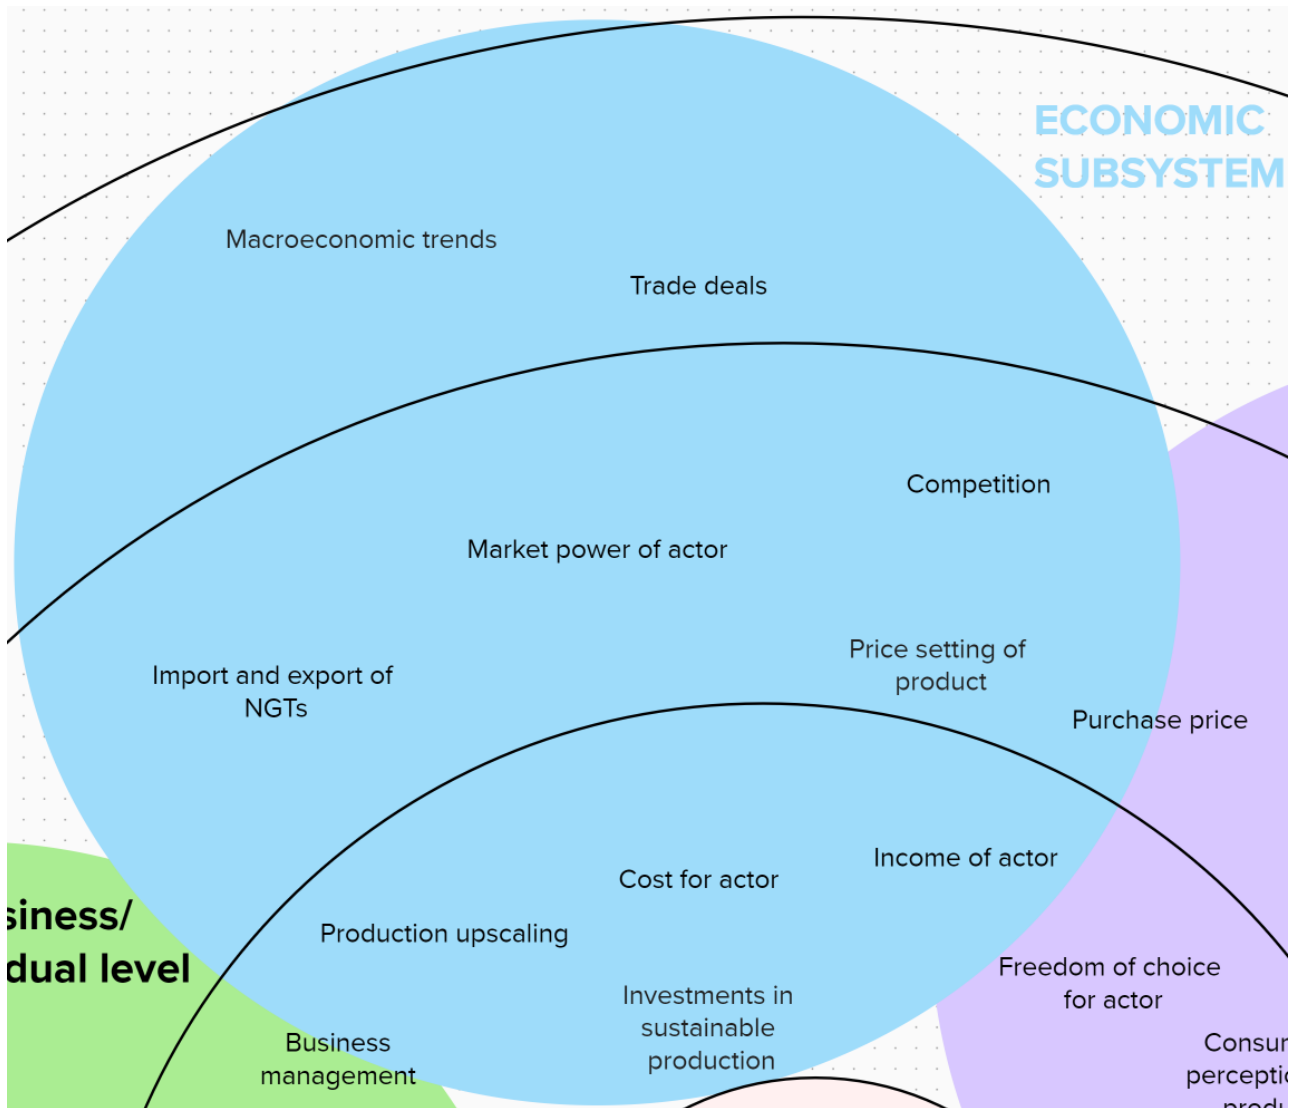 ECONOMIC
SUBSYSTEM
Macroeconomic trends
Trade deals
Competition
Market power of actor
Price setting of
product
Import and export of
NGTs
Purchase price
Income of actor
Cost for actor
siness/
dual level
Production upscaling
Freedom of choice
for actor
Investments in
sustainable
production
Business
management
Consur
perceptio